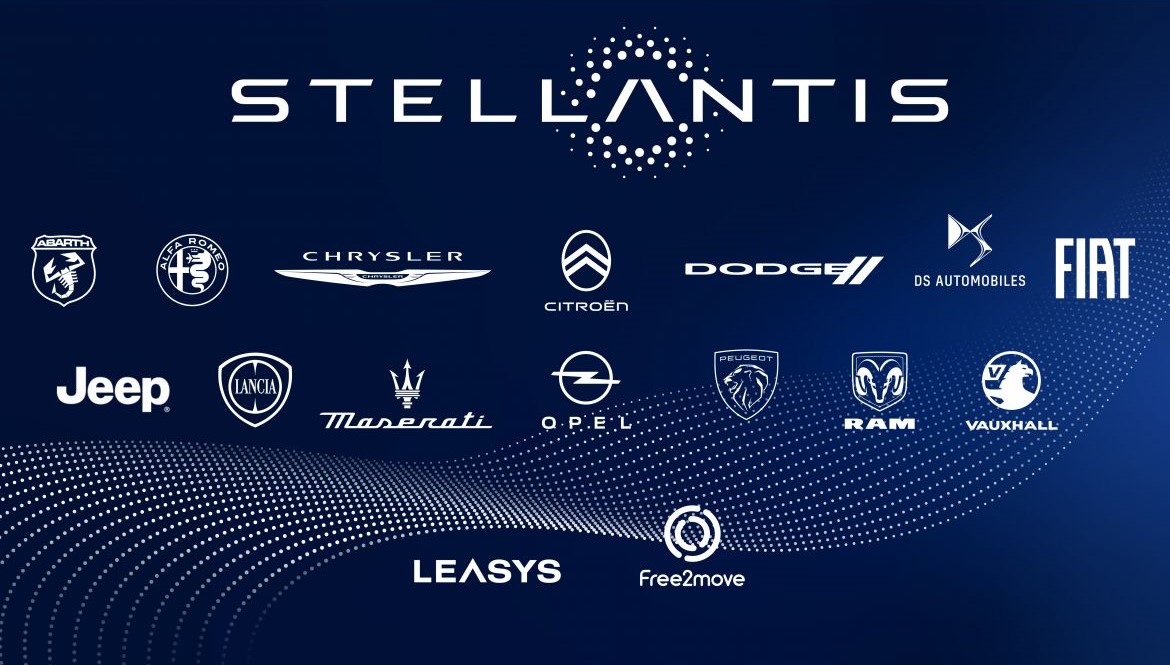 STELLANTIS
ABARTH
ALFA ROMEO
CHRYSLER
CHRYSLER
CITROËN
DODGE
DS AUTOMOBILES
FIAT
Jeep®
LANCIA
Maserati
OPEL
PEUGEOT
RAM
V
VAUXHALL
LEASYS
Free2move